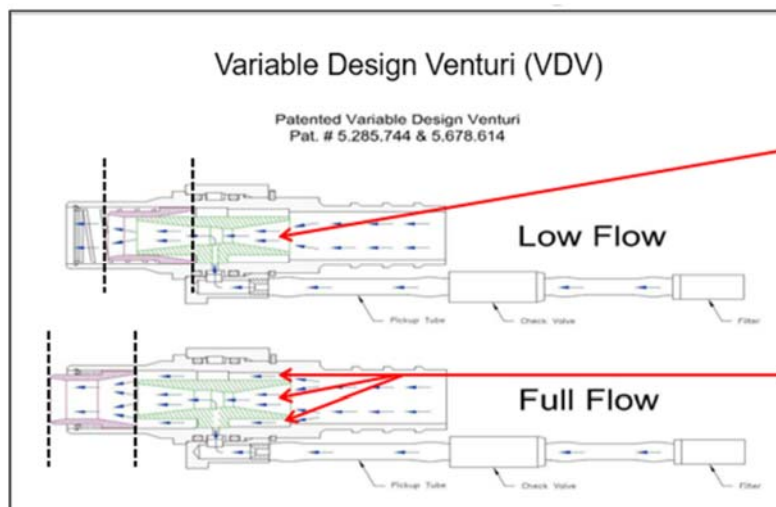 Variable Design Venturi (VDV)
Patented Variable Design Venturi
Pat. # 5.285.744 & 5.678.614
Low Flow
Pickup Tube
Check Valve
Filter
Full Flow
Pickup Tube
Check Valve
Filter